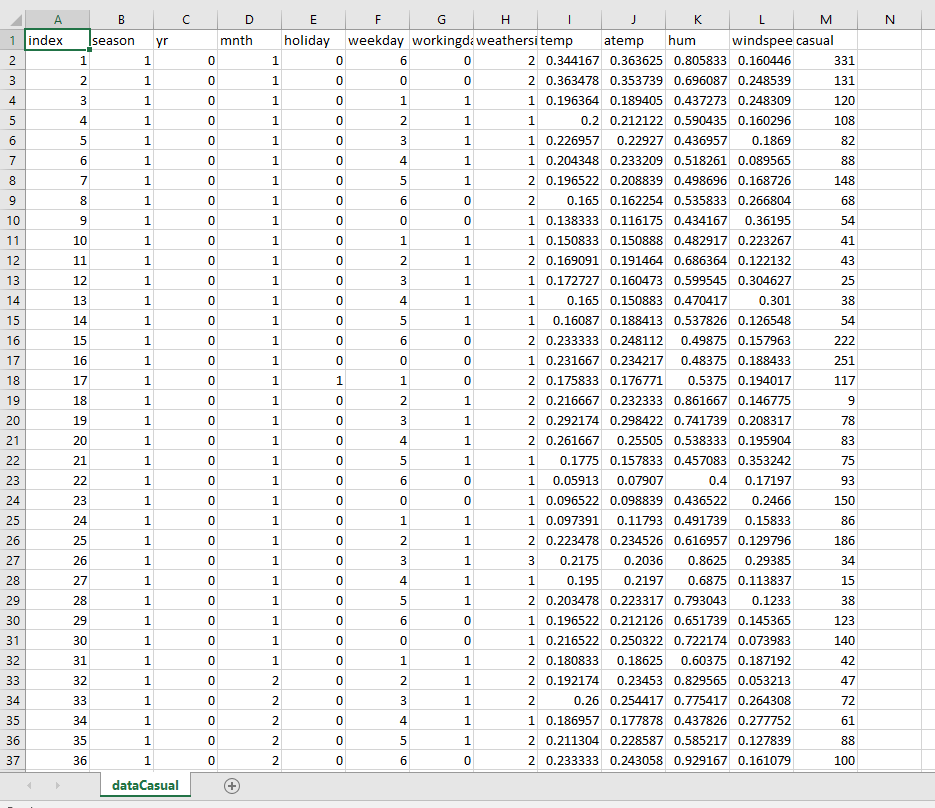 A B C D E F G H I J K L M N
1 index season yr mnth holiday weekday workingda weathersi temp atemp hum windspee casual
2 1 1 0 1 0 6 0 2 0.344167 0.363625 0.805833 0.160446 331
3 2 1 0 1 0 0 0 2 0.363478 0.353739 0.696087 0.248539 131
4 3 1 0 1 0 1 1 1 0.196364 0.189405 0.437273 0.248309 120
5 4 1 0 1 0 2 1 1 0.2 0.212122 0.590435 0.160296 108
6 5 1 0 1 0 3 1 1 0.226957 0.22927 0.436957 0.1869 82
7 6 1 0 1 0 4 1 1 0.204348 0.233209 0.518261 0.089565 88
8 7 1 0 1 0 5 1 2 0.196522 0.208839 0.498696 0.168726 148
9 8 1 0 1 0 6 0 2 0.165 0.162254 0.535833 0.266804 68
10 9 1 0 1 0 0 0 1 0.138333 0.116175 0.434167 0.36195 54
11 10 1 0 1 0 1 1 1 0.150833 0.150888 0.482917 0.223267 41
12 11 1 0 1 0 2 1 2 0.169091 0.191464 0.686364 0.122132 43
13 12 1 0 1 0 3 1 1 0.172727 0.160473 0.599545 0.304627 25
14 13 1 0 1 0 4 1 1 0.165 0.150883 0.470417 0.301 38
15 14 1 0 1 0 5 1 1 0.16087 0.188413 0.537826 0.126548 54
16 15 1 0 1 0 6 0 2 0.233333 0.248112 0.49875 0.157963 222
17 16 1 0 1 0 0 0 1 0.231667 0.234217 0.48375 0.188433 251
18 17 1 0 1 1 1 0 2 0.175833 0.176771 0.5375 0.194017 117
19 18 1 0 1 0 2 1 2 0.216667 0.232333 0.861667 0.146775 9
20 19 1 0 1 0 3 1 2 0.292174 0.298422 0.741739 0.208317 78
21 20 1 0 1 0 4 1 2 0.261667 0.25505 0.538333 0.195904 83
22 21 1 0 1 0 5 1 1 0.1775 0.157833 0.457083 0.353242 75
23 22 1 0 1 0 6 0 1 0.05913 0.07907 0.4 0.17197 93
24 23 1 0 1 0 0 0 1 0.096522 0.098839 0.436522 0.2466 150
25 24 1 0 1 0 1 1 1 0.097391 0.11793 0.491739 0.15833 86
26 25 1 0 1 0 2 1 2 0.223478 0.234526 0.616957 0.129796 186
27 26 1 0 1 0 3 1 3 0.2175 0.2036 0.8625 0.29385 34
28 27 1 0 1 0 4 1 1 0.195 0.2197 0.6875 0.113837 15
29 28 1 0 1 0 5 1 2 0.203478 0.223317 0.793043 0.1233 38
30 29 1 0 1 0 6 0 1 0.196522 0.212126 0.651739 0.145365 123
31 30 1 0 1 0 0 0 1 0.216522 0.250322 0.722174 0.073983 140
32 31 1 0 1 0 1 1 2 0.180833 0.18625 0.60375 0.187192 42
33 32 1 0 2 0 2 1 2 0.192174 0.23453 0.829565 0.053213 47
34 33 1 0 2 0 3 1 2 0.26 0.254417 0.775417 0.264308 72
35 34 1 0 2 0 4 1 1 0.186957 0.177878 0.437826 0.277752 61
36 35 1 0 2 0 5 1 2 0.211304 0.228587 0.585217 0.127839 88
37 36 1 0 2 0 6 0 2 0.233333 0.243058 0.929167 0.161079 100
dataCasual